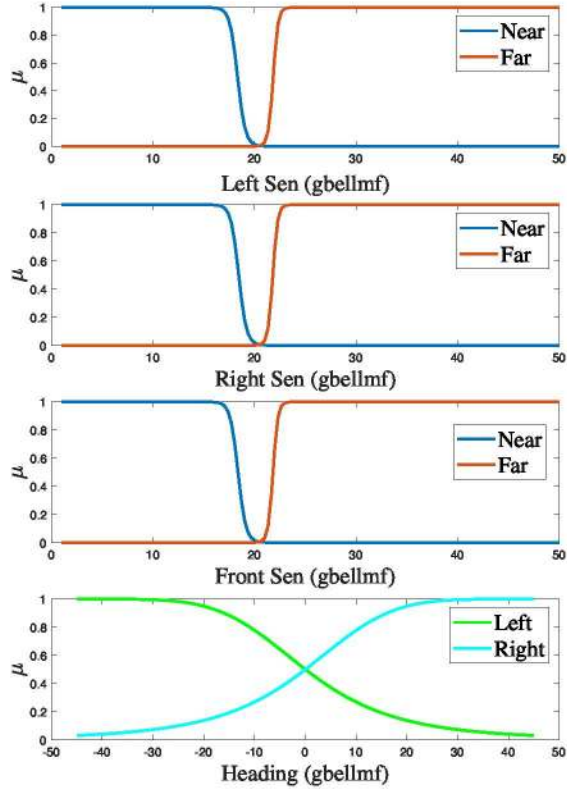 1
0.8
0.6
0.4
0.2
0
μ
Near
Far
0 10 20 30 40 50
Left Sen (gbellmf)
1
0.8
0.6
0.4
0.2
0
μ
Near
Far
0 10 20 30 40 50
Right Sen (gbellmf)
1
0.8
0.6
0.4
0.2
0
μ
Near
Far
0 10 20 30 40 50
Front Sen (gbellmf)
1
0.8
0.6
0.4
0.2
0
μ
Left
Right
-50 -40 -30 -20 -10 0 10 20 30 40 50
Heading (gbellmf)